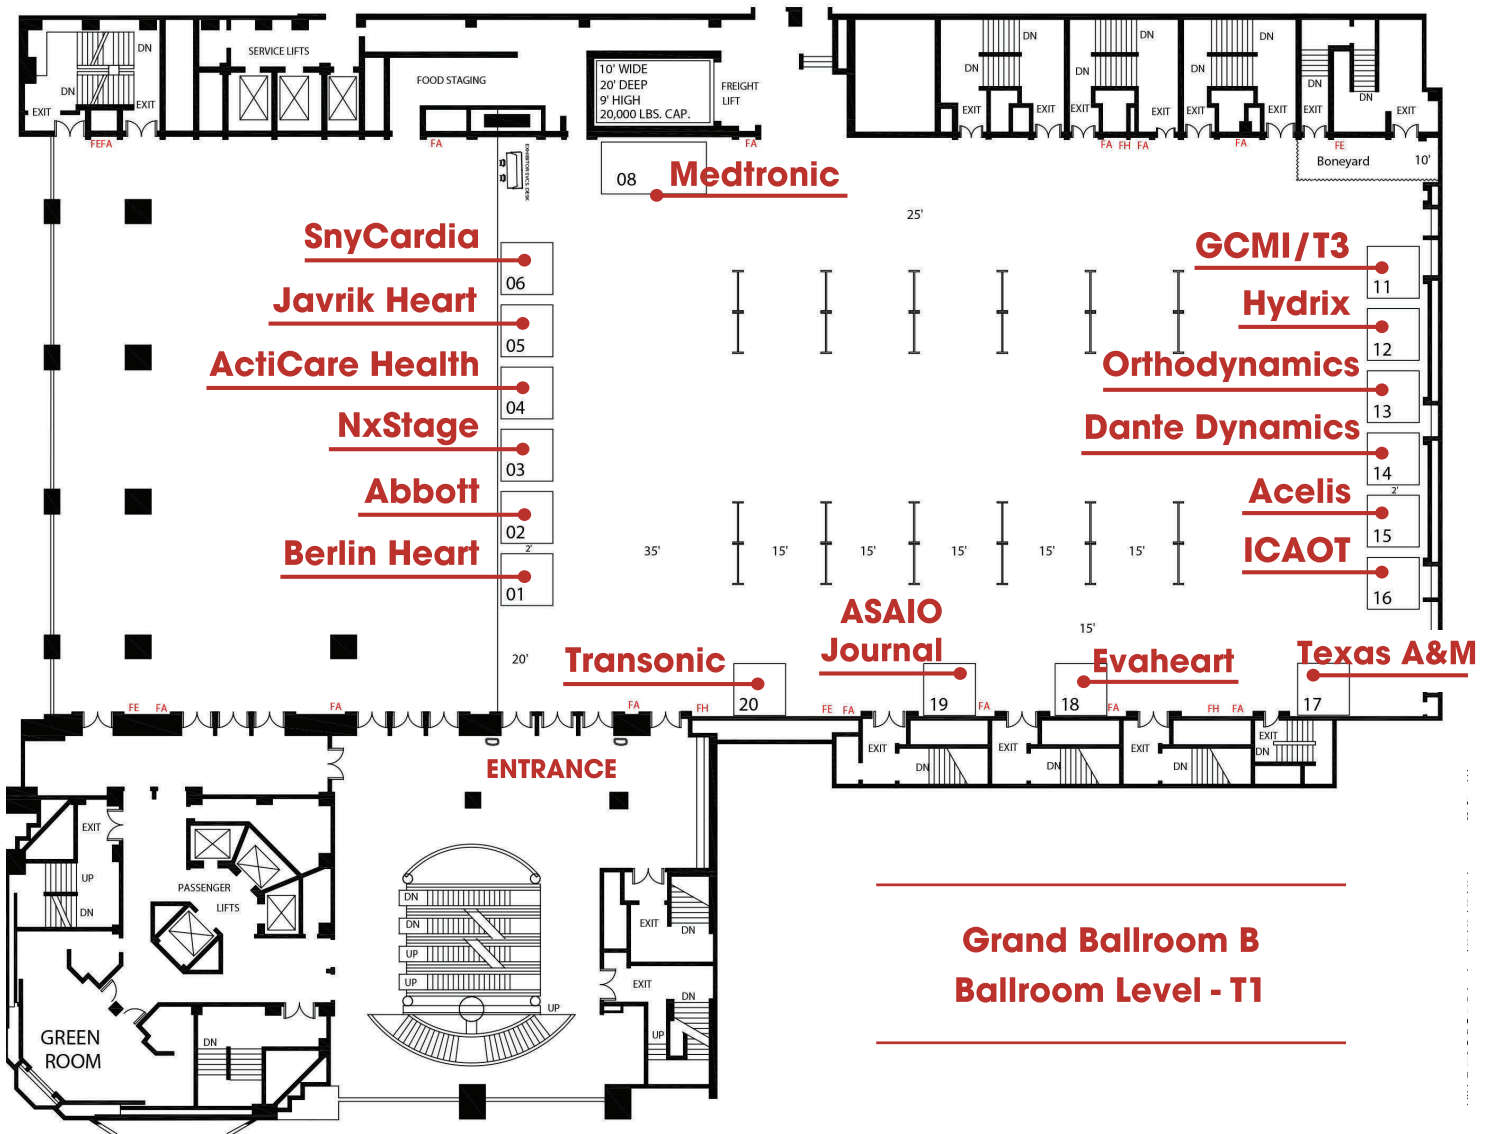 DN
SERVICE LIFTS
DN
EXIT
EXIT
FOOD STAGING
10' WIDE
20' DEEP
9' HIGH
20,000 LBS. CAP.
FREIGHT
LIFT
DN
DN
EXIT
EXIT
DN
DN
EXIT
EXIT
DN
DN
EXIT
EXIT
DN
DN
EXIT
EXIT
FEFA
FA
FA
FA FH FA
FA
FE
EXHIBITOR SVCS. DESK
Boneyard 10'
08
Medtronic
25'
SnyCardia
06
Javrik Heart
05
ActiCare Health
04
NxStage
03
Abbott
02
2'
Berlin Heart
01
GCMI/T3
11
Hydrix
12
Orthodynamics
13
Dante Dynamics
14
2'
Acelis
15
ICAOT
16
35' 15' 15' 15' 15' 15'
15'
20'
Transonic
20
ASAIO
Journal
19
Evaheart
18
Texas A&M
17
FE FA
FA
FA
FH
FE FA
FA
FA
FH FA
ENTRANCE
EXIT
DN
EXIT
DN
EXIT
DN
EXIT
DN
EXIT
UP
DN
PASSENGER
LIFTS
DN
DN
UP
UP
UP
EXIT
DN
EXIT
DN
UP
GREEN
ROOM
DN
Grand Ballroom B
Ballroom Level - T1